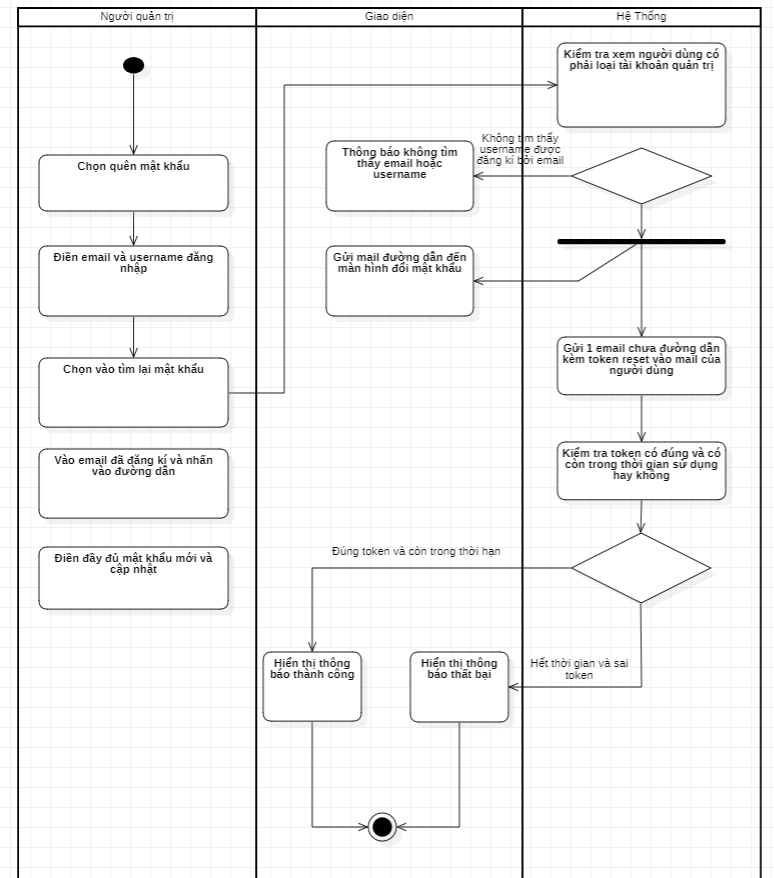 Người quản trị
Giao diện
Hệ Thống
Kiểm tra xem người dùng có
phải loại tài khoản quản trị
Không tìm thấy
username được
đăng kí bởi email
Thông báo không tìm
thấy email hoặc
username
Chọn quên mật khẩu
Điền email và username đăng
nhập
Gửi mail đường dẫn đến
màn hình đổi mật khẩu
Gửi 1 email chưa đường dẫn
kèm token reset vào mail của
người dùng
Chọn vào tìm lại mật khẩu
Vào email đã đăng kí và nhấn
vào đường dẫn
Kiểm tra token có đúng và có
còn trong thời gian sử dụng
hay không
Điền đầy đủ mật khẩu mới và
cập nhật
Đúng token và còn trong thời hạn
Hiển thị thông
báo thành công
Hiển thị thông
báo thất bại
Hết thời gian và sai
token